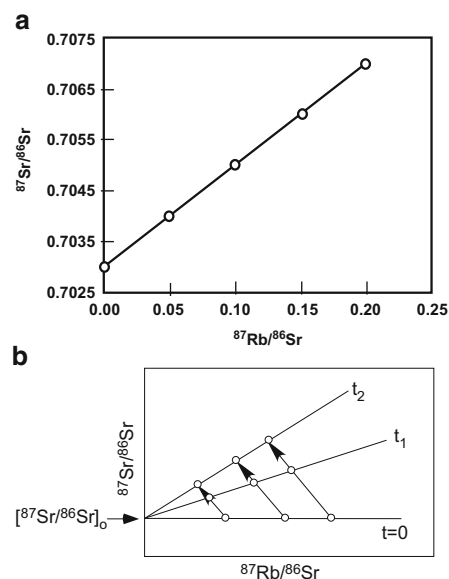 a
0.7075
0.7065
0.7055
0.7045
0.7035
0.7025
⁸⁷Sr/⁸⁶Sr
0.00 0.05 0.10 0.15 0.20 0.25
⁸⁷Rb/⁸⁶Sr
b
⁸⁷Sr/⁸⁶Sr
t₂
t₁
[⁸⁷Sr/⁸⁶Sr]₀
t=0
⁸⁷Rb/⁸⁶Sr